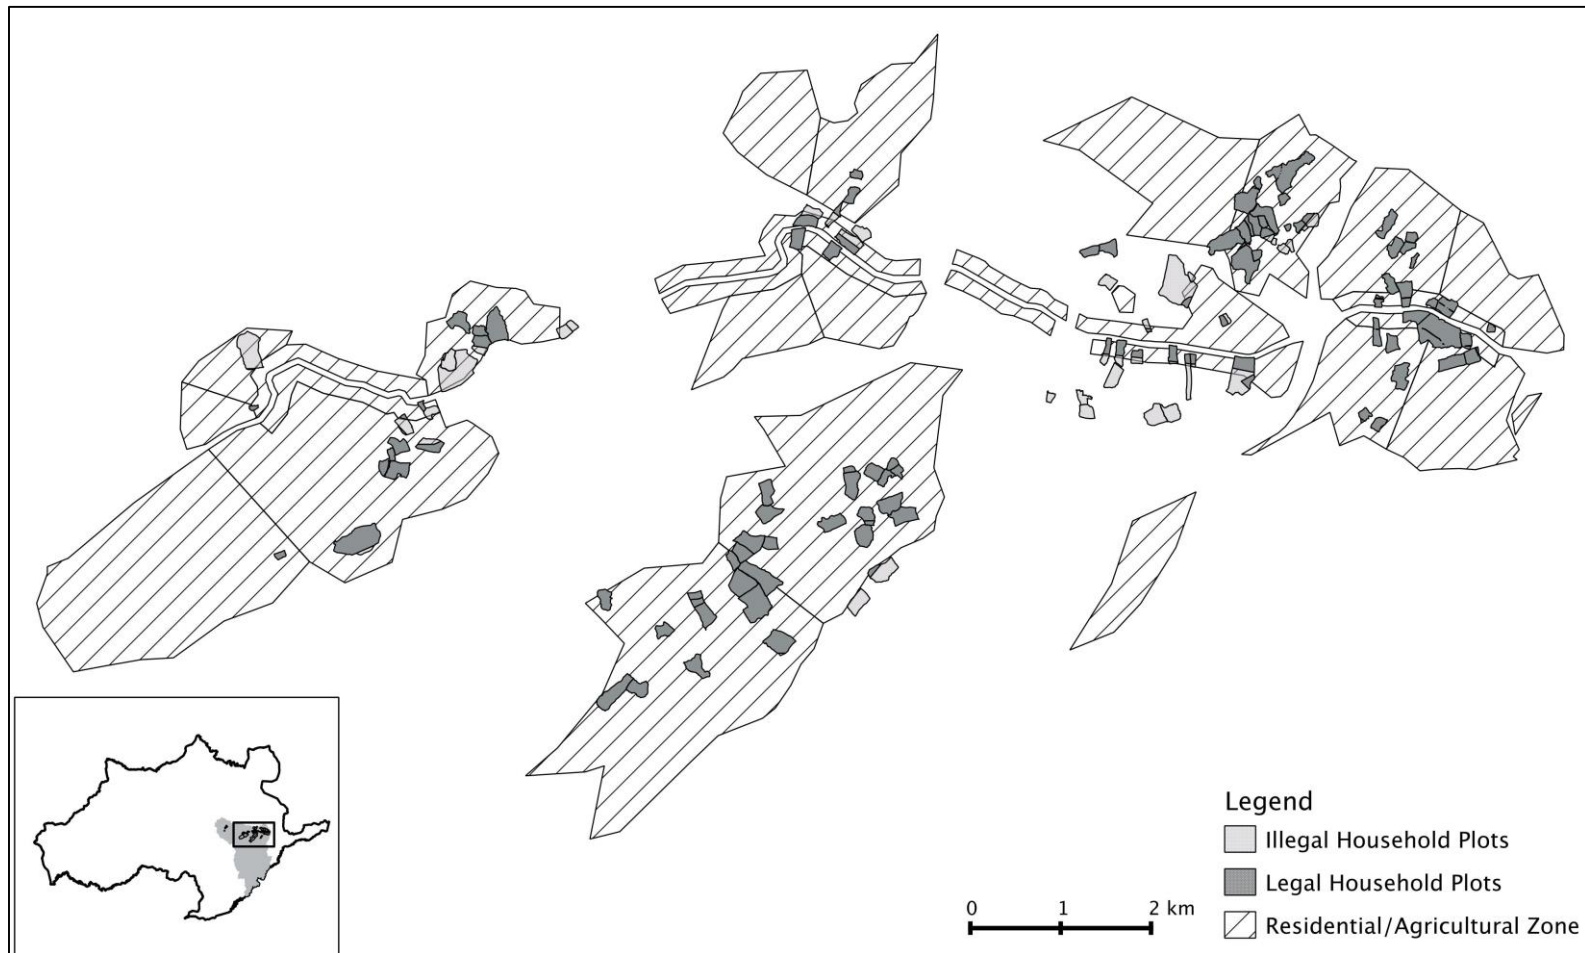 Legend
Illegal Household Plots
Legal Household Plots
Residential/Agricultural Zone
0 1 2 km